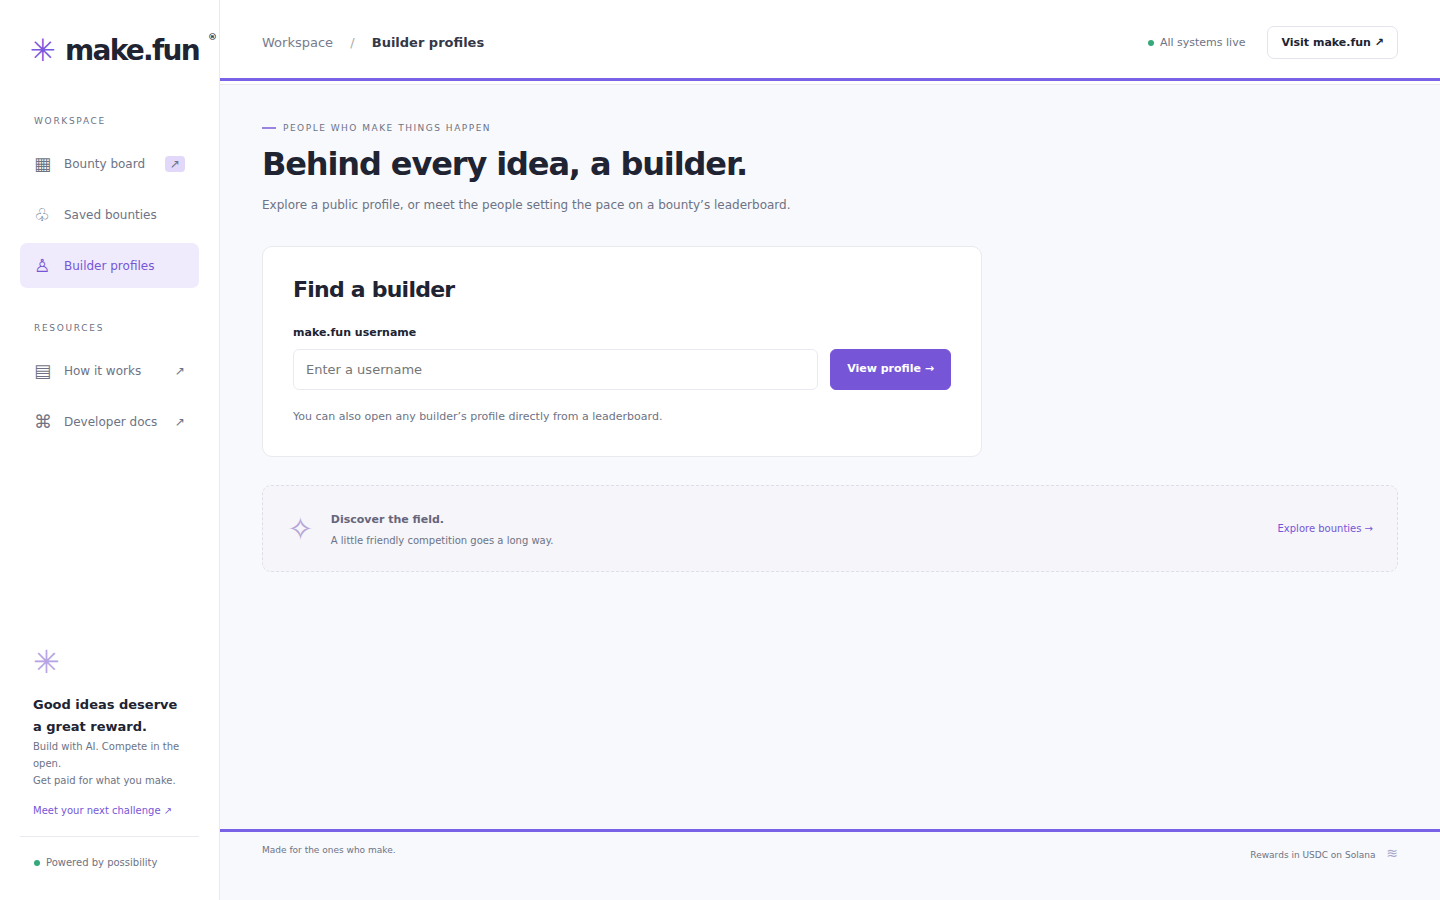 make.fun ®
WORKSPACE
Bounty board ↗
Saved bounties
Builder profiles
RESOURCES
How it works ↗
Developer docs ↗
Good ideas deserve
a great reward.
Build with AI. Compete in the
open.
Get paid for what you make.
Meet your next challenge ↗
Powered by possibility
Workspace / Builder profiles
All systems live
Visit make.fun ↗
PEOPLE WHO MAKE THINGS HAPPEN
Behind every idea, a builder.
Explore a public profile, or meet the people setting the pace on a bounty’s leaderboard.
Find a builder
make.fun username
Enter a username
View profile →
You can also open any builder’s profile directly from a leaderboard.
Discover the field.
A little friendly competition goes a long way.
Explore bounties →
Made for the ones who make.
Rewards in USDC on Solana